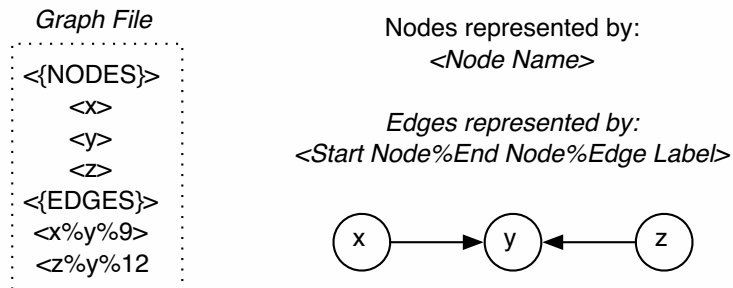 Graph File
<{NODES}>
<x>
<y>
<z>
<{EDGES}>
<x%y%9>
<z%y%12
Nodes represented by:
<Node Name>
Edges represented by:
<Start Node%End Node%Edge Label>
x y z